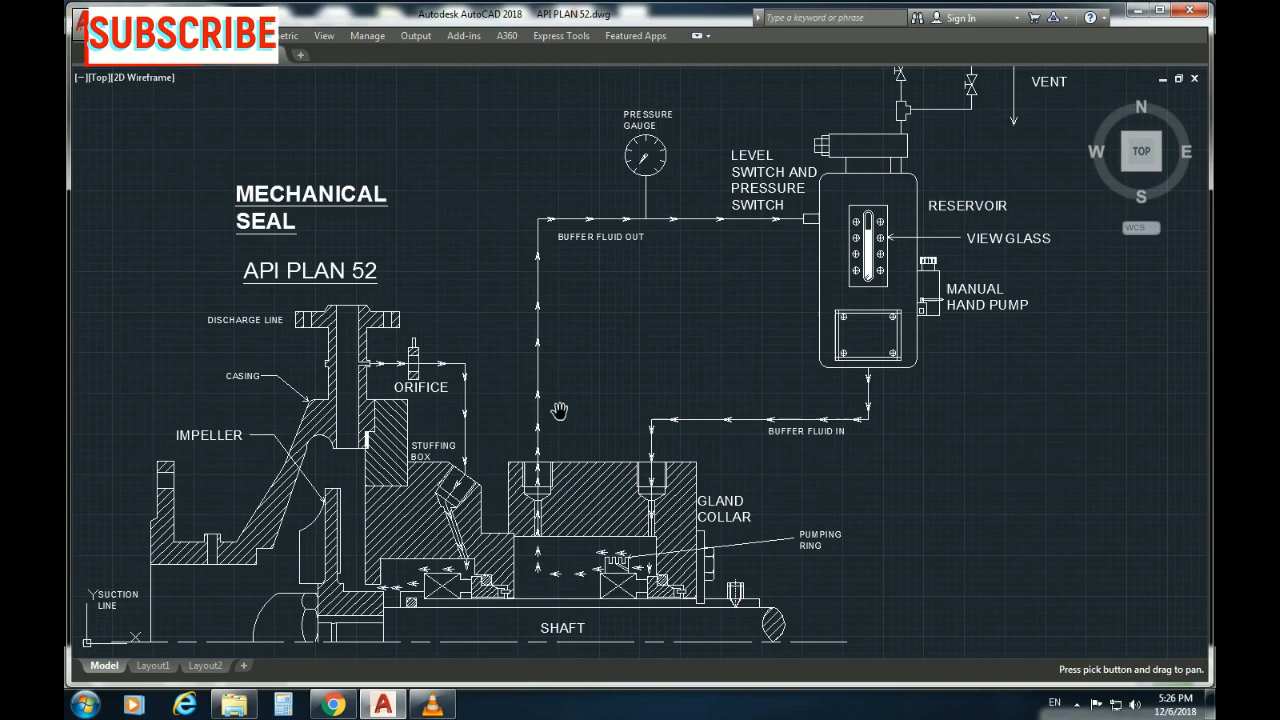 Autodesk AutoCAD 2018 API PLAN 52.dwg
Type a keyword or phrase
Sign In
SUBSCRIBE
etric View Manage Output Add-ins A360 Express Tools Featured Apps
[−][Top][2D Wireframe]
VENT
N
W TOP E
S
WCS
PRESSURE
GAUGE
LEVEL
SWITCH AND
PRESSURE
SWITCH
RESERVOIR
VIEW GLASS
MANUAL
HAND PUMP
MECHANICAL
SEAL
API PLAN 52
BUFFER FLUID OUT
DISCHARGE LINE
ORIFICE
CASING
IMPELLER
STUFFING
BOX
BUFFER FLUID IN
GLAND
COLLAR
PUMPING
RING
Y SUCTION
LINE
X
SHAFT
Model Layout1 Layout2 +
Press pick button and drag to pan.
EN
5:26 PM
12/6/2018